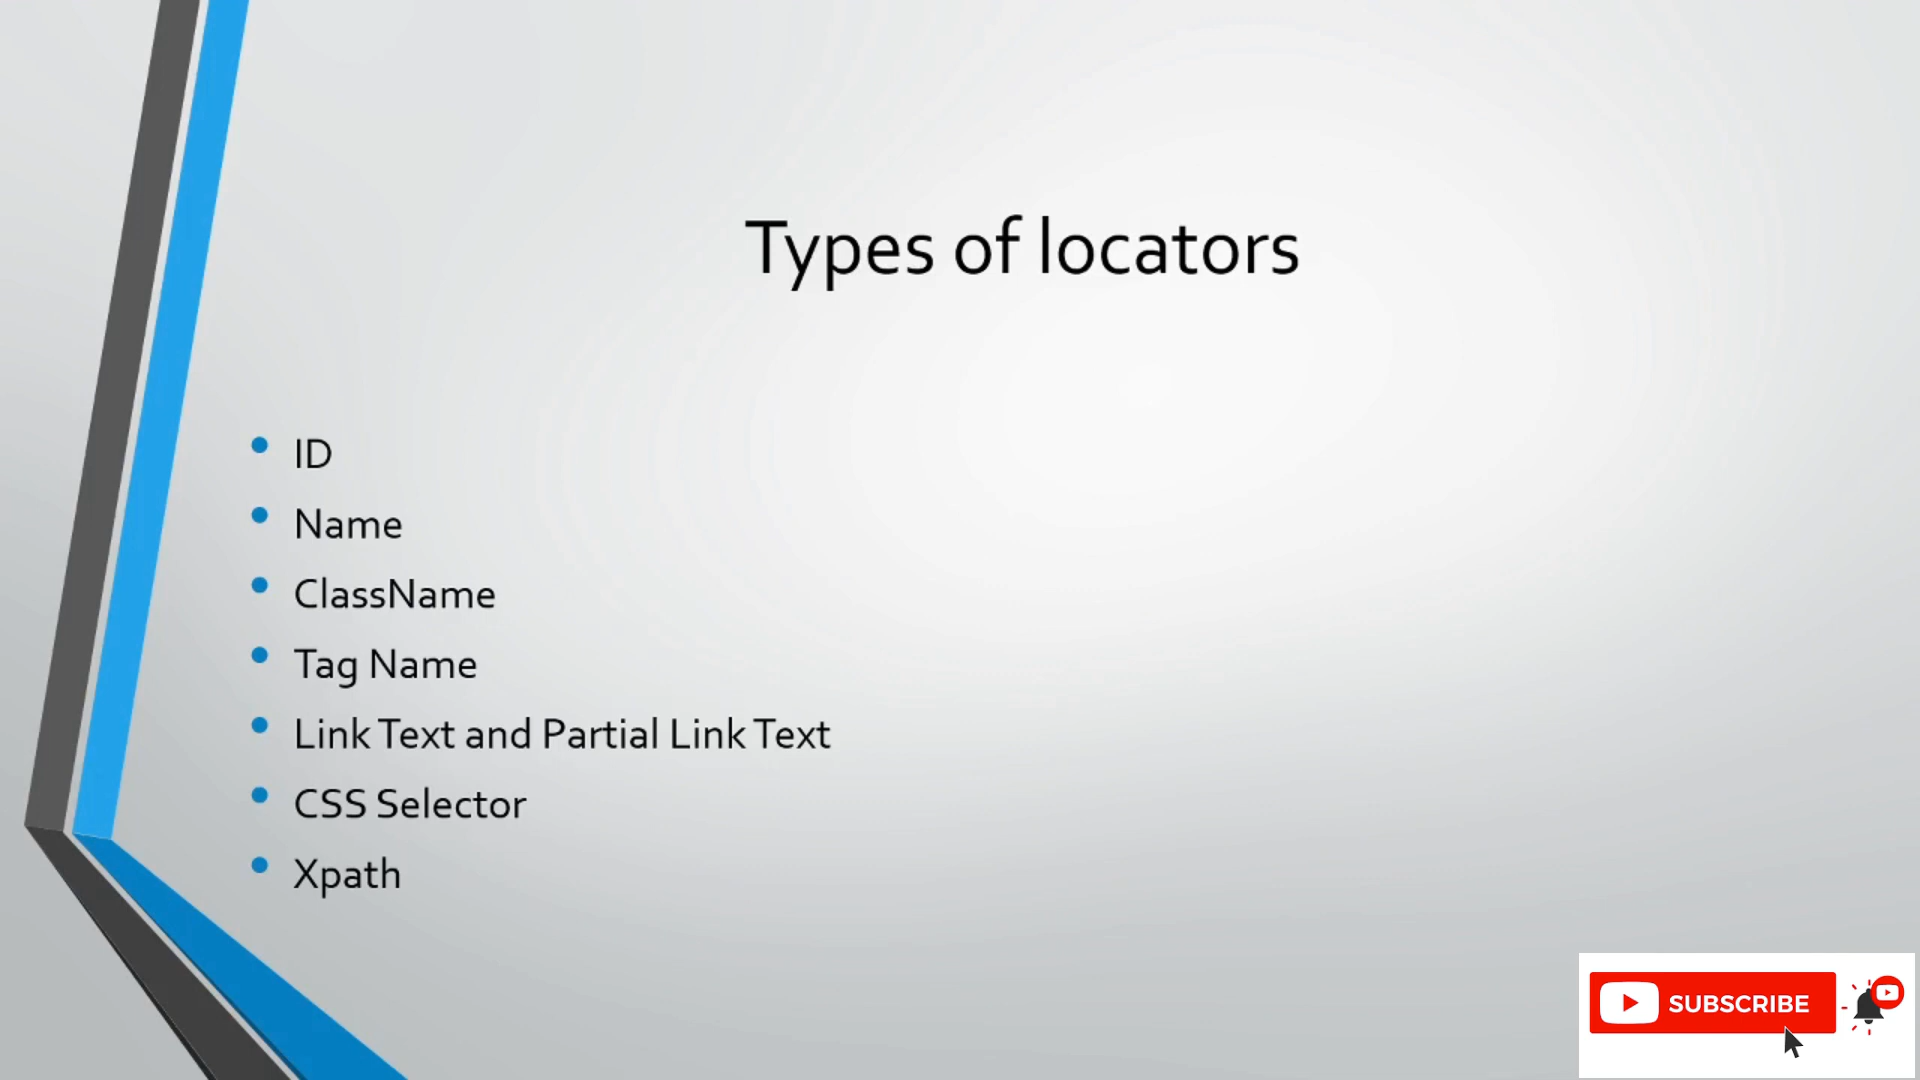 Types of locators
ID
Name
ClassName
Tag Name
Link Text and Partial Link Text
CSS Selector
Xpath
SUBSCRIBE